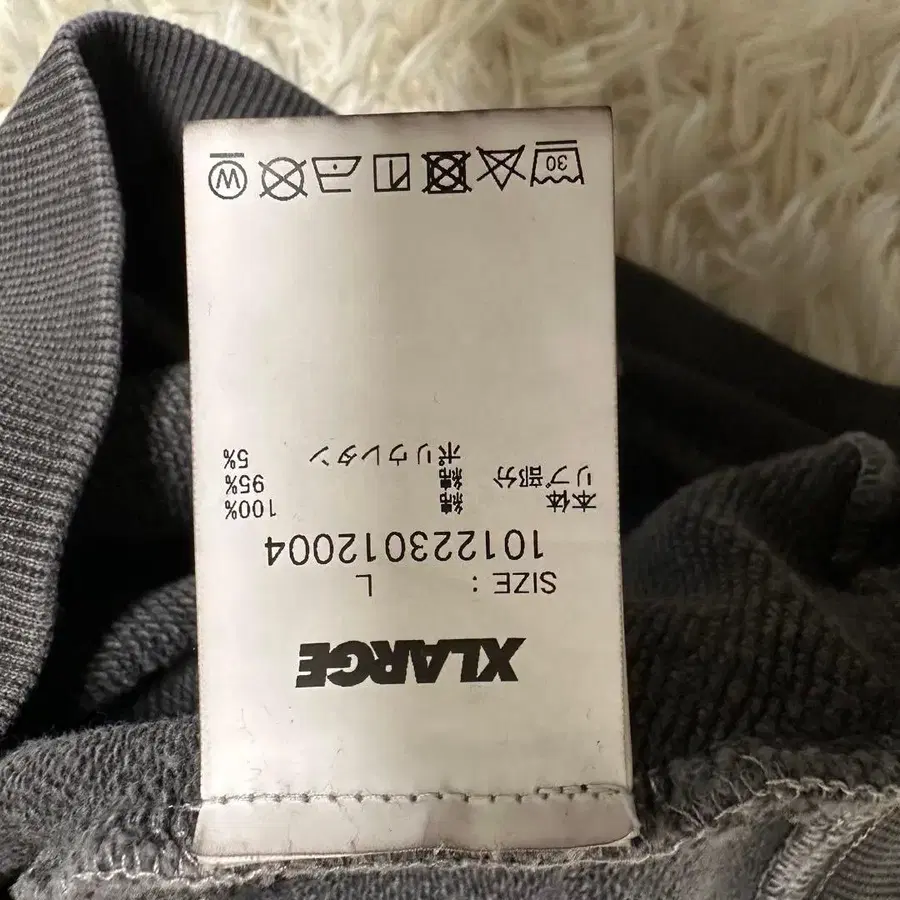 XLARGE
SIZE : L
101223012004
本体 綿 100%
リブ部分 綿 95%
ポリウレタン 5%
30
W